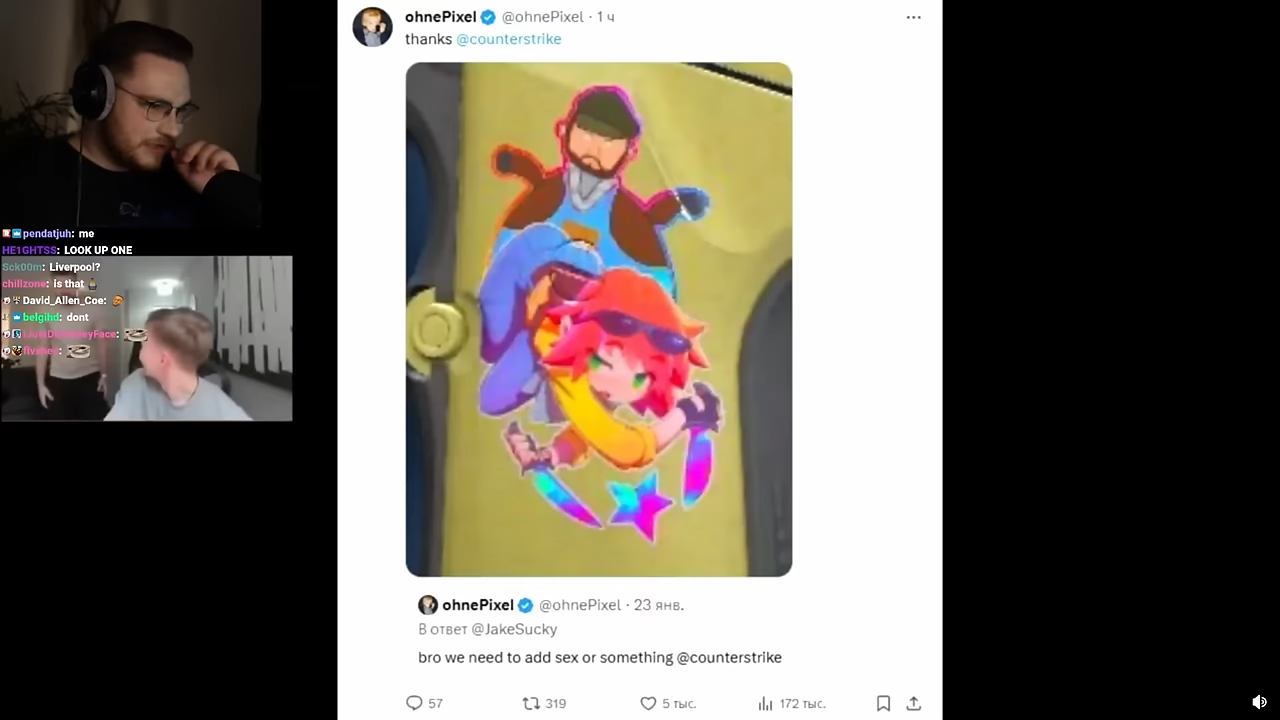 ohnePixel @ohnePixel · 1 ч
thanks @counterstrike
pendatjuh: me
HE1GHTSS: LOOK UP ONE
Sck00m: Liverpool?
chillzone: is that
David_Allen_Coe:
belgihd: dont
ohnePixel @ohnePixel · 23 янв.
В ответ @JakeSucky
bro we need to add sex or something @counterstrike
57 319 5 тыс. 172 тыс.